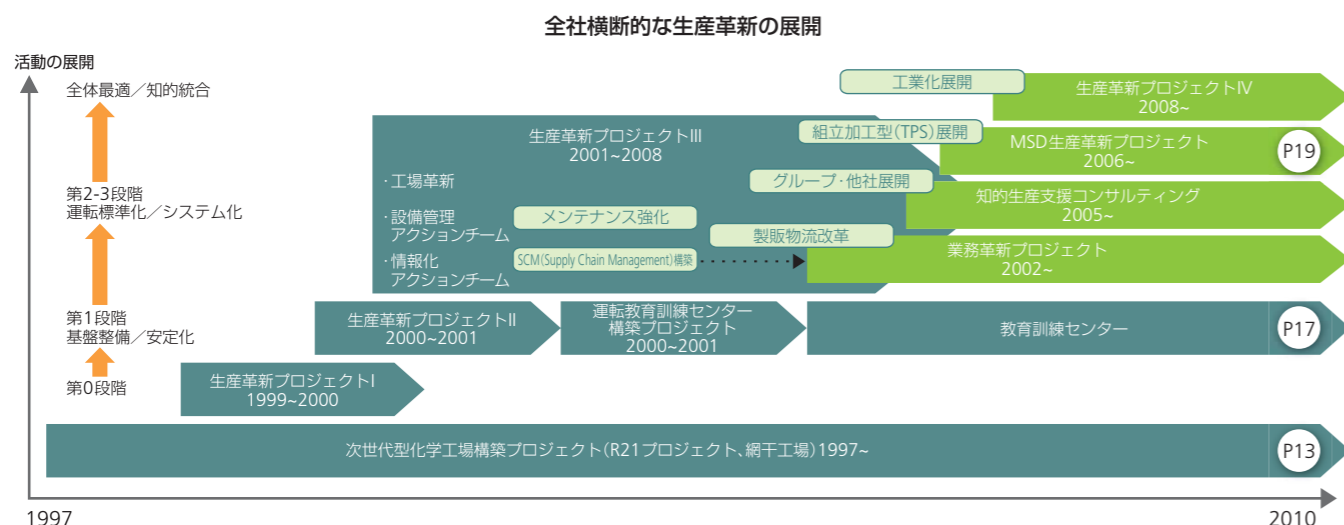 全社横断的な生産革新の展開
活動の展開
全体最適／知的統合
第2-3段階
運転標準化／システム化
第1段階
基盤整備／安定化
第0段階
工業化展開
生産革新プロジェクトIV
2008~
生産革新プロジェクトIII
2001~2008
組立加工型(TPS)展開
MSD生産革新プロジェクト
2006~
P19
・工場革新
グループ・他社展開
知的生産支援コンサルティング
2005~
・設備管理
アクションチーム
メンテナンス強化
製販物流改革
業務革新プロジェクト
2002~
・情報化
アクションチーム
SCM(Supply Chain Management)構築
生産革新プロジェクトII
2000~2001
運転教育訓練センター
構築プロジェクト
2000~2001
教育訓練センター
P17
生産革新プロジェクトI
1999~2000
次世代型化学工場構築プロジェクト(R21プロジェクト、網干工場)1997~
P13
1997
2010